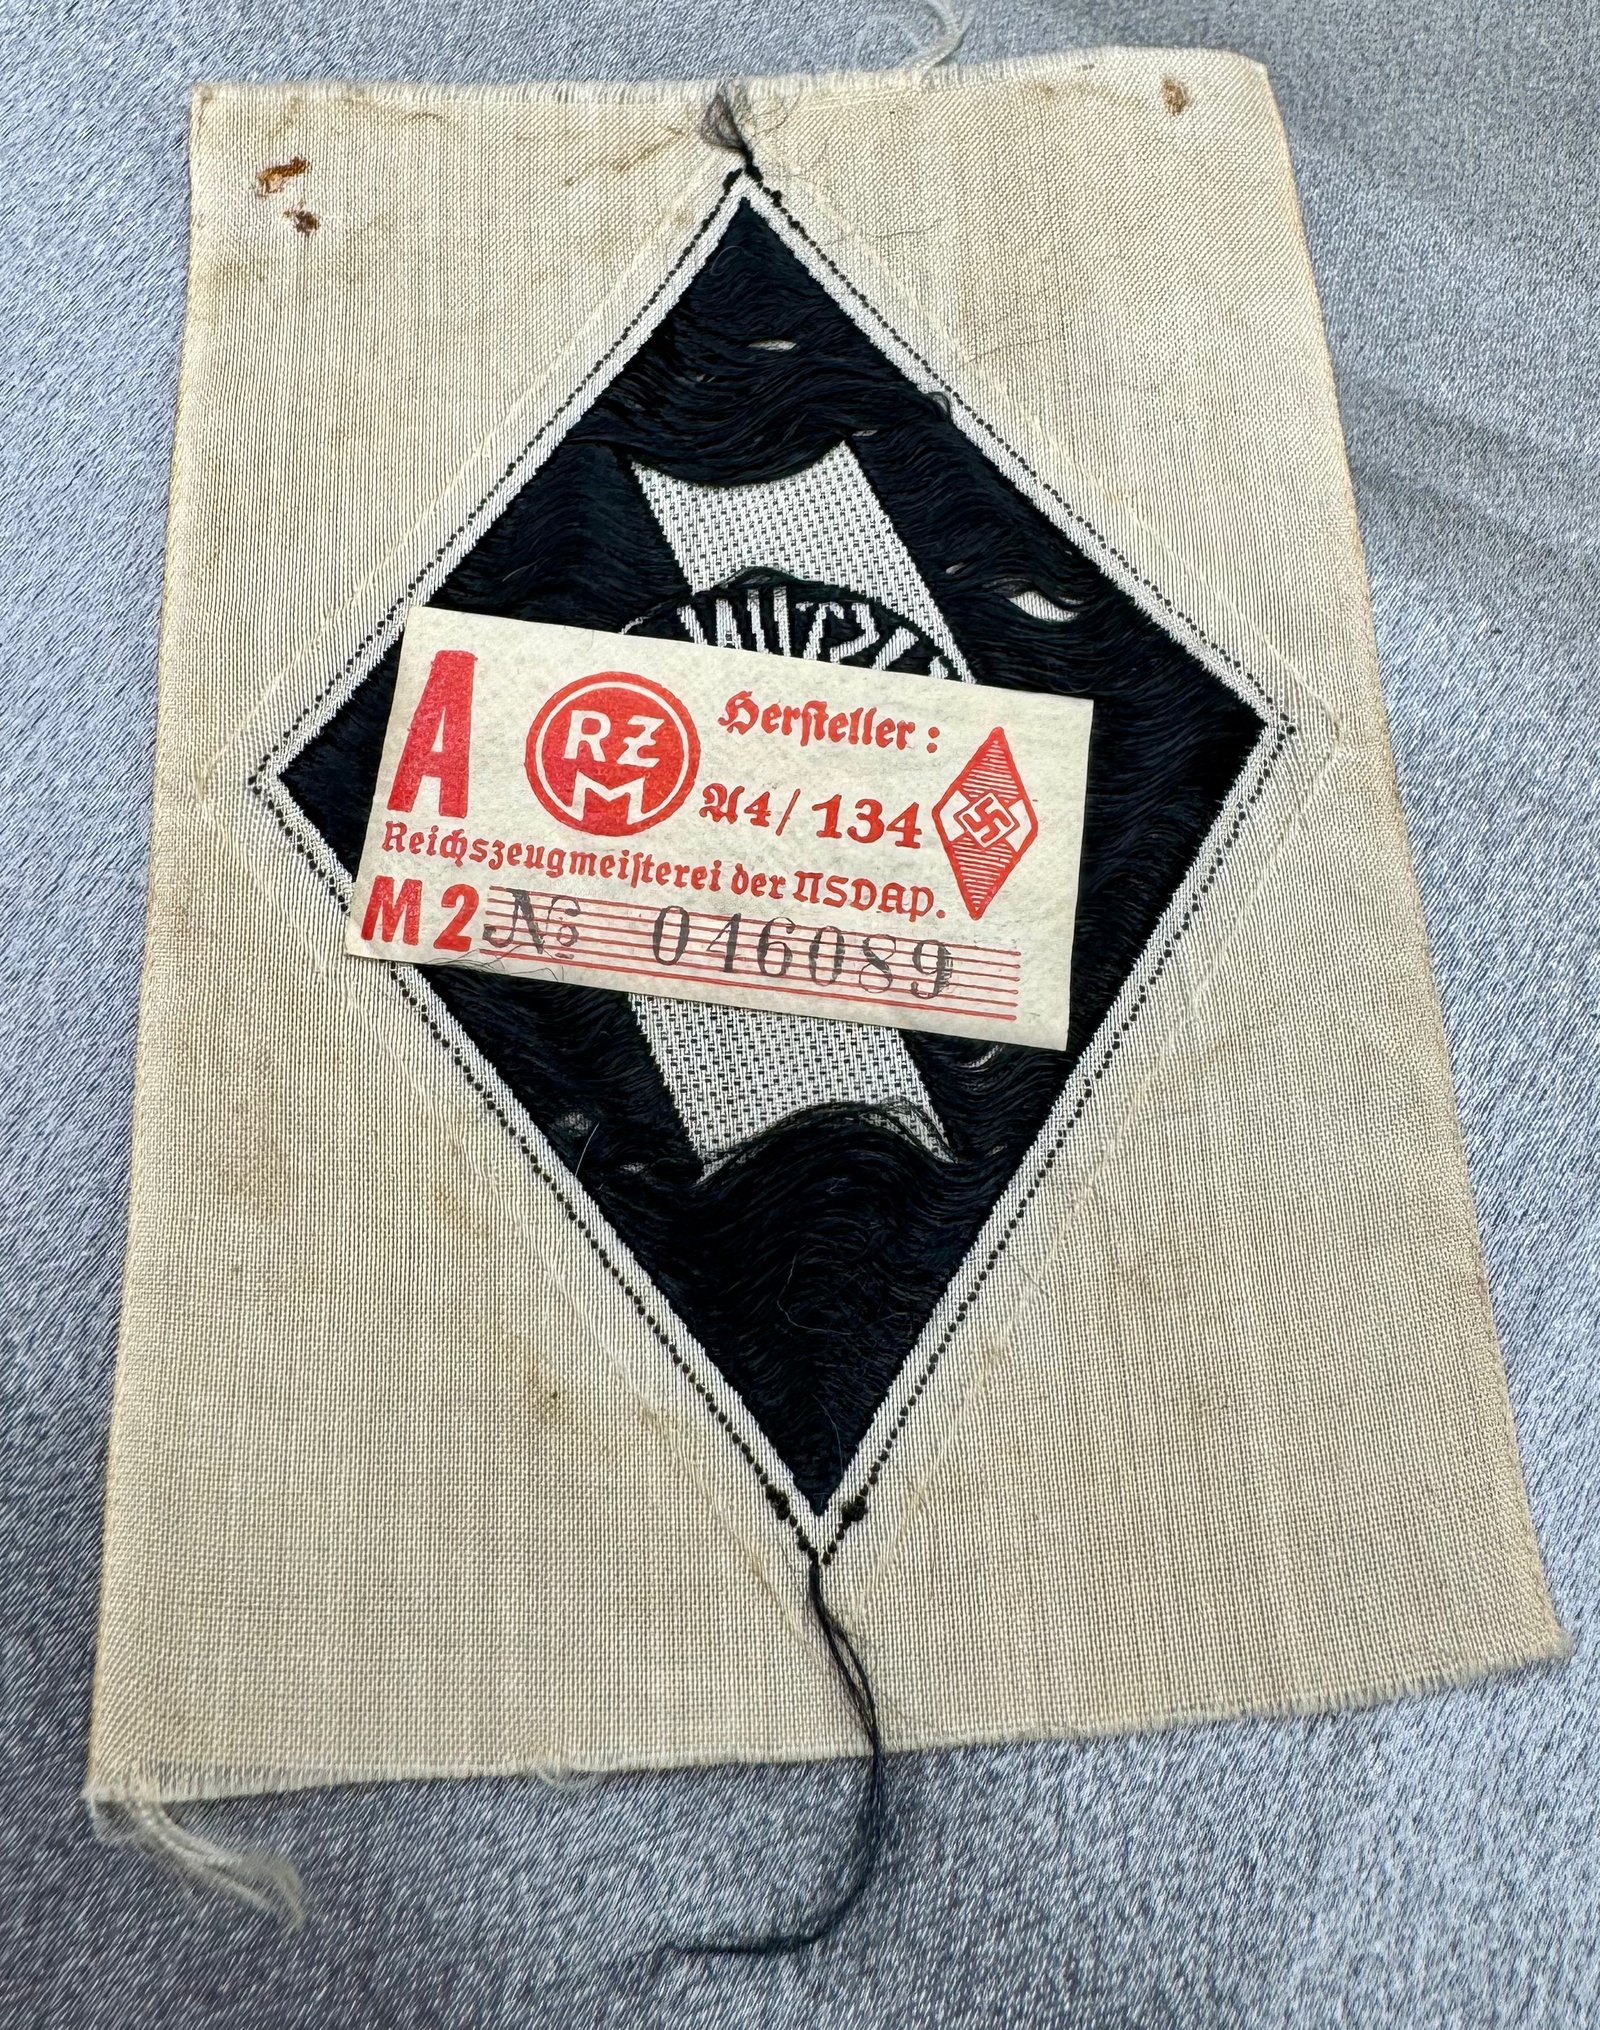 A
RZM
Hersteller:
A4/134
Reichszeugmeisterei der NSDAP.
M2 No 046089